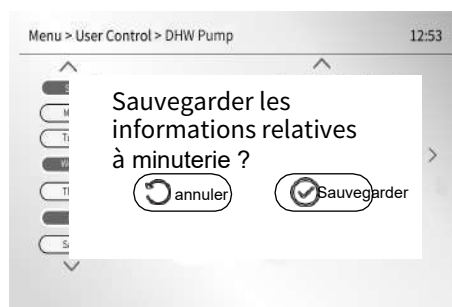 Menu > User Control > DHW Pump
12:53
Sauvegarder les
informations relatives
à minuterie ?
annuler
Sauvegarder